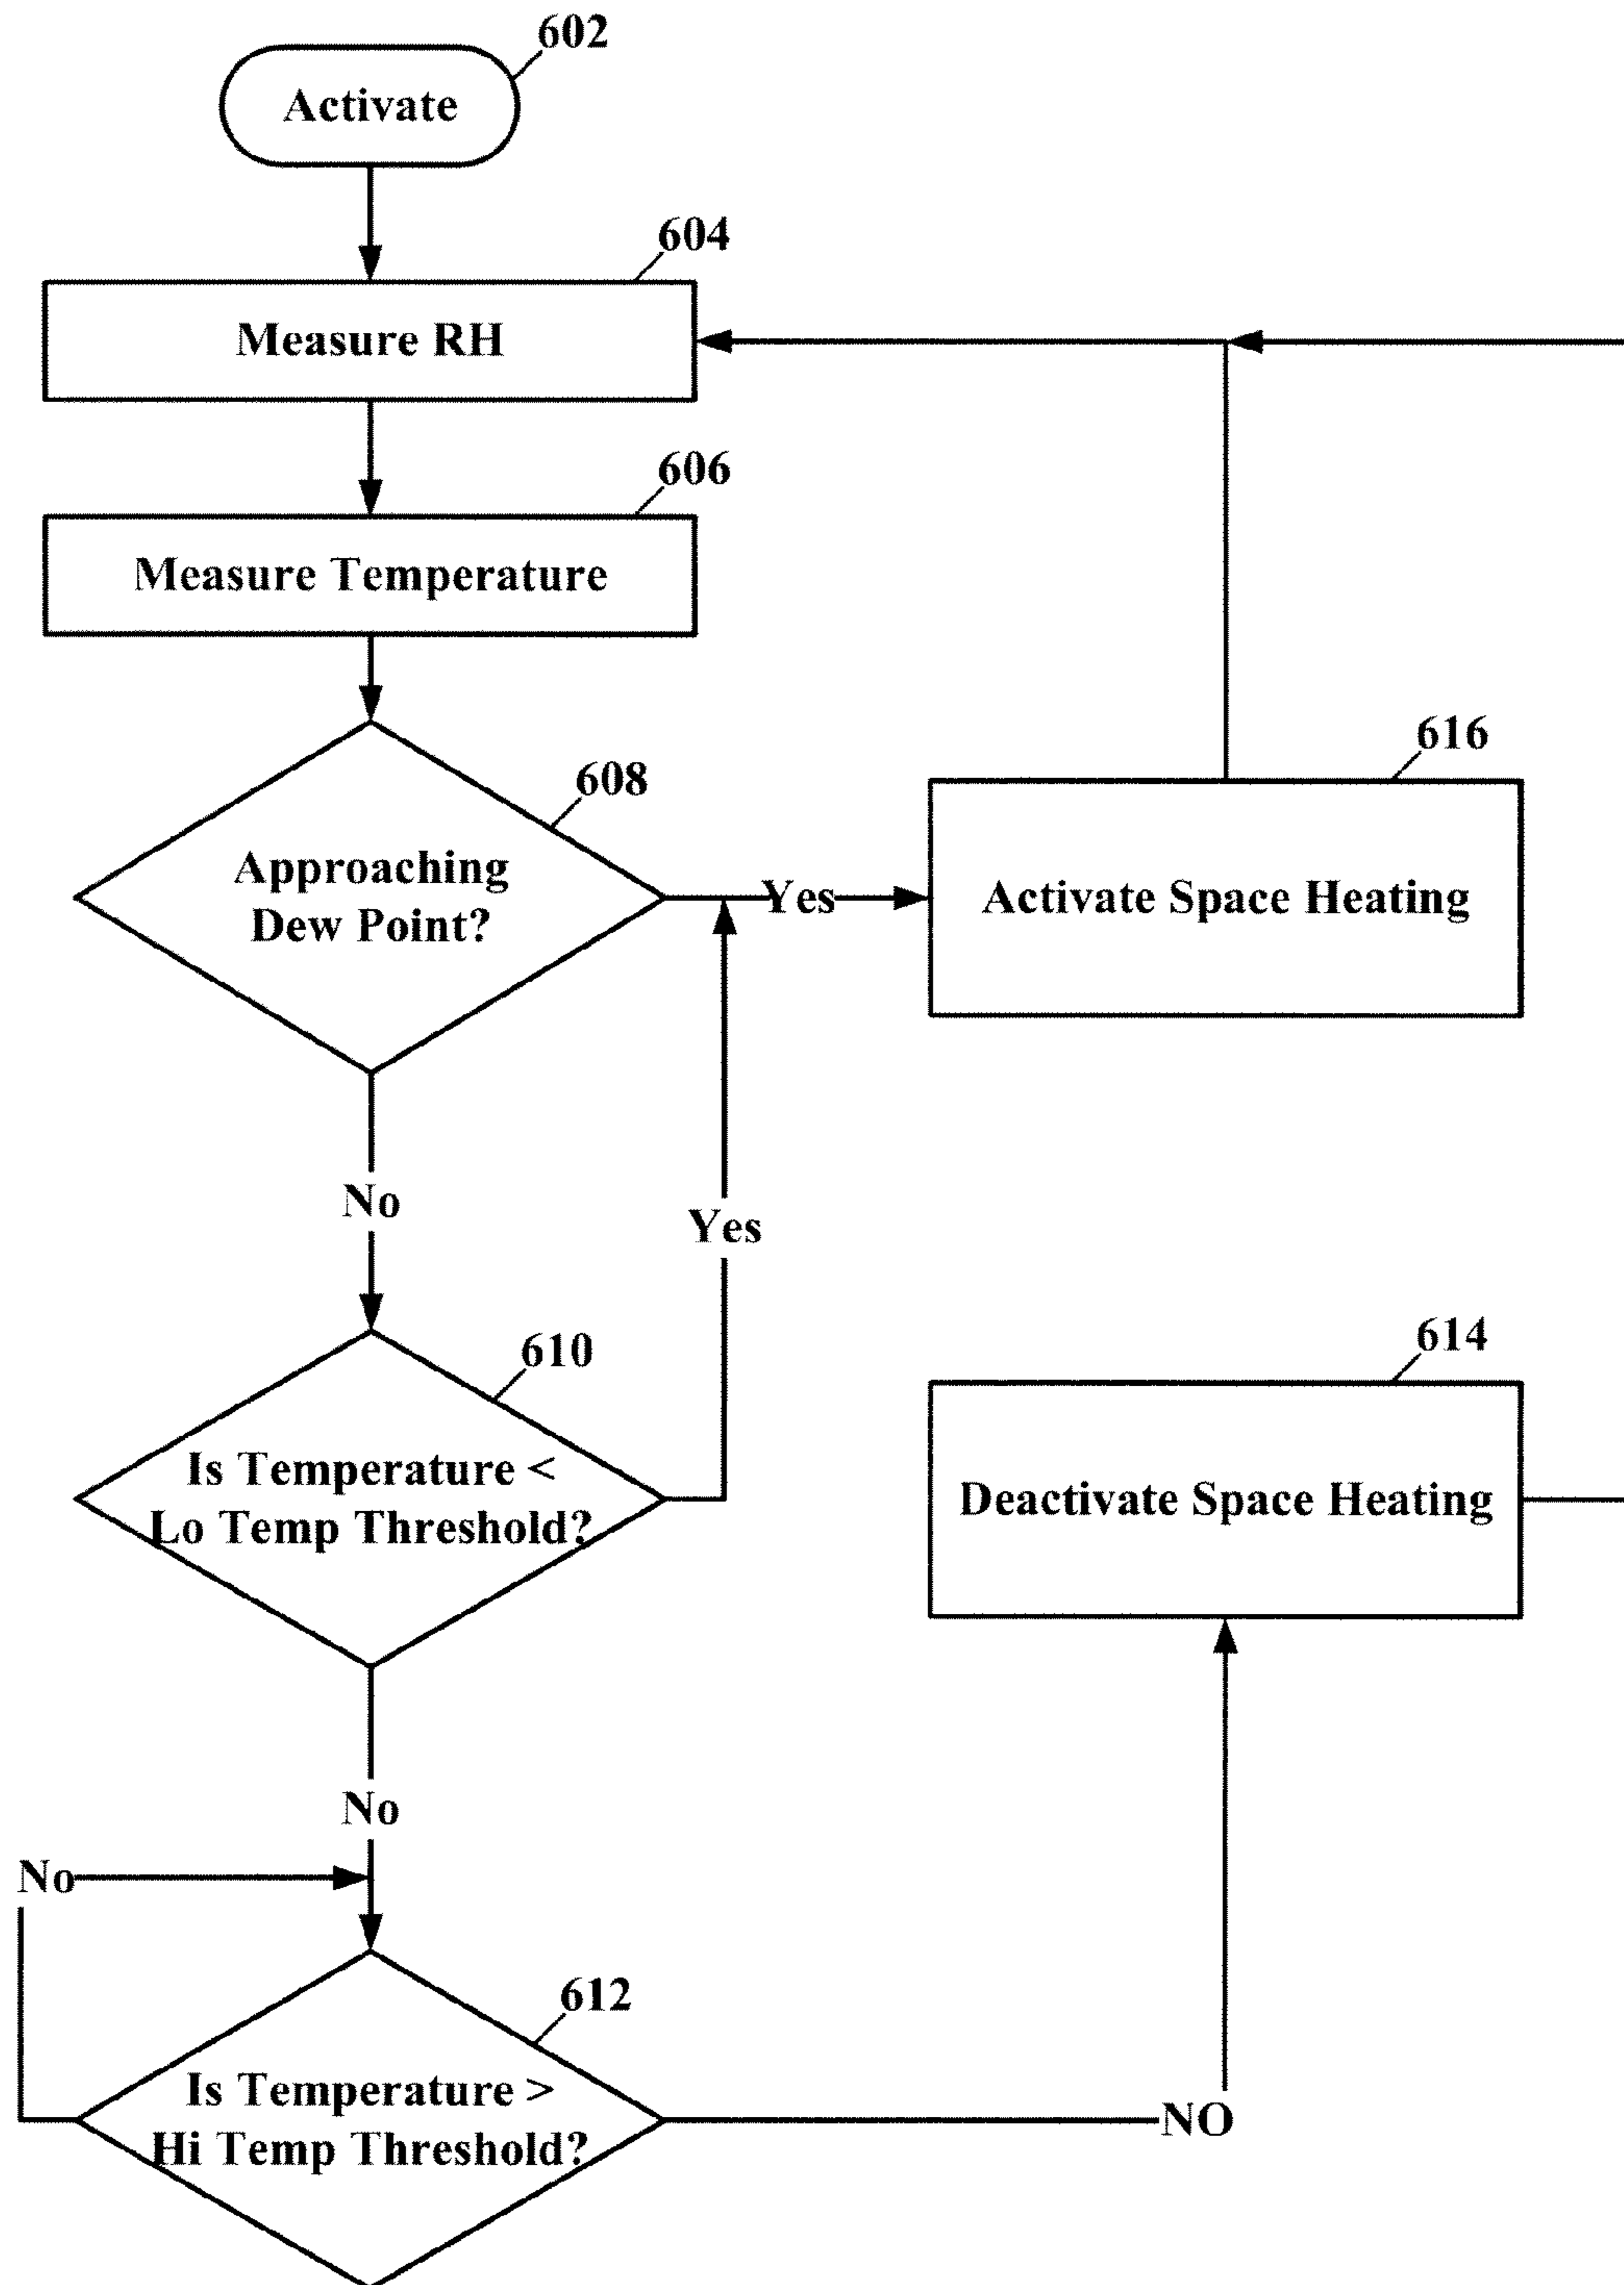 602
Activate
604
Measure RH
606
Measure Temperature
608
Approaching
Dew Point?
Yes
616
Activate Space Heating
No
Yes
610
Is Temperature <
Lo Temp Threshold?
614
Deactivate Space Heating
No
No
612
Is Temperature >
Hi Temp Threshold?
NO